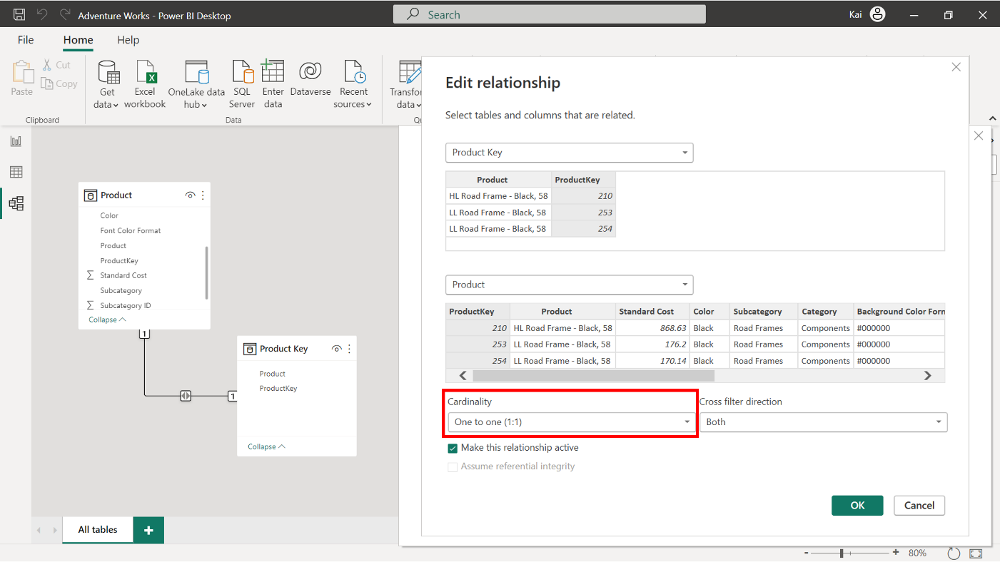 Adventure Works - Power BI Desktop
Search
Kai
File Home Help
Paste
Cut
Copy
Clipboard
Get data
Excel workbook
OneLake data hub
SQL Server
Enter data
Dataverse
Recent sources
Data
Transfor
data
Qu
Product
Color
Font Color Format
Product
ProductKey
Standard Cost
Subcategory
Subcategory ID
Collapse
1
1
Product Key
Product
ProductKey
Collapse
Edit relationship
Select tables and columns that are related.
Product Key
Product ProductKey
HL Road Frame - Black, 58 210
LL Road Frame - Black, 58 253
LL Road Frame - Black, 58 254
Product
ProductKey Product Standard Cost Color Subcategory Category Background Color Forn
210 HL Road Frame - Black, 58 868.63 Black Road Frames Components #000000
253 LL Road Frame - Black, 58 176.2 Black Road Frames Components #000000
254 LL Road Frame - Black, 58 170.14 Black Road Frames Components #000000
Cardinality
One to one (1:1)
Cross filter direction
Both
Make this relationship active
Assume referential integrity
OK Cancel
All tables
+
- + 80%